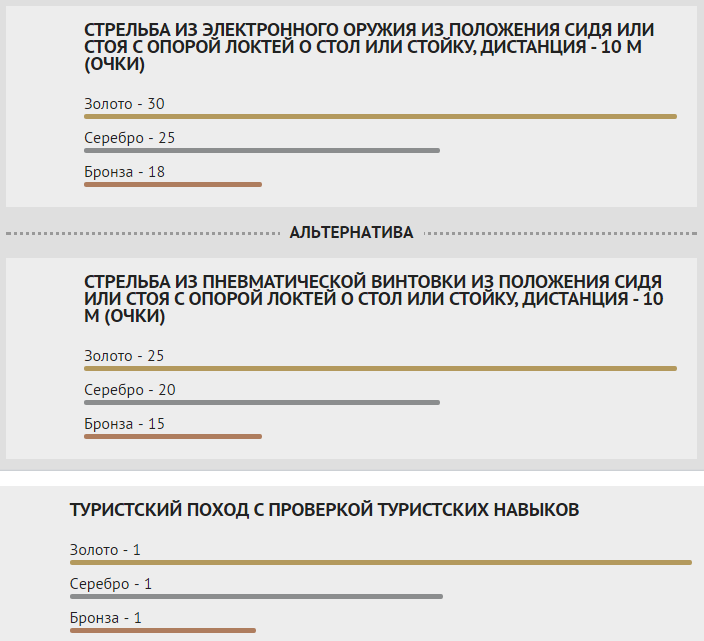 СТРЕЛЬБА ИЗ ЭЛЕКТРОННОГО ОРУЖИЯ ИЗ ПОЛОЖЕНИЯ СИДЯ ИЛИ
СТОЯ С ОПОРОЙ ЛОКТЕЙ О СТОЛ ИЛИ СТОЙКУ, ДИСТАНЦИЯ - 10 М
(ОЧКИ)
Золото - 30
Серебро - 25
Бронза - 18
АЛЬТЕРНАТИВА
СТРЕЛЬБА ИЗ ПНЕВМАТИЧЕСКОЙ ВИНТОВКИ ИЗ ПОЛОЖЕНИЯ СИДЯ
ИЛИ СТОЯ С ОПОРОЙ ЛОКТЕЙ О СТОЛ ИЛИ СТОЙКУ, ДИСТАНЦИЯ - 10
М (ОЧКИ)
Золото - 25
Серебро - 20
Бронза - 15
ТУРИСТСКИЙ ПОХОД С ПРОВЕРКОЙ ТУРИСТСКИХ НАВЫКОВ
Золото - 1
Серебро - 1
Бронза - 1